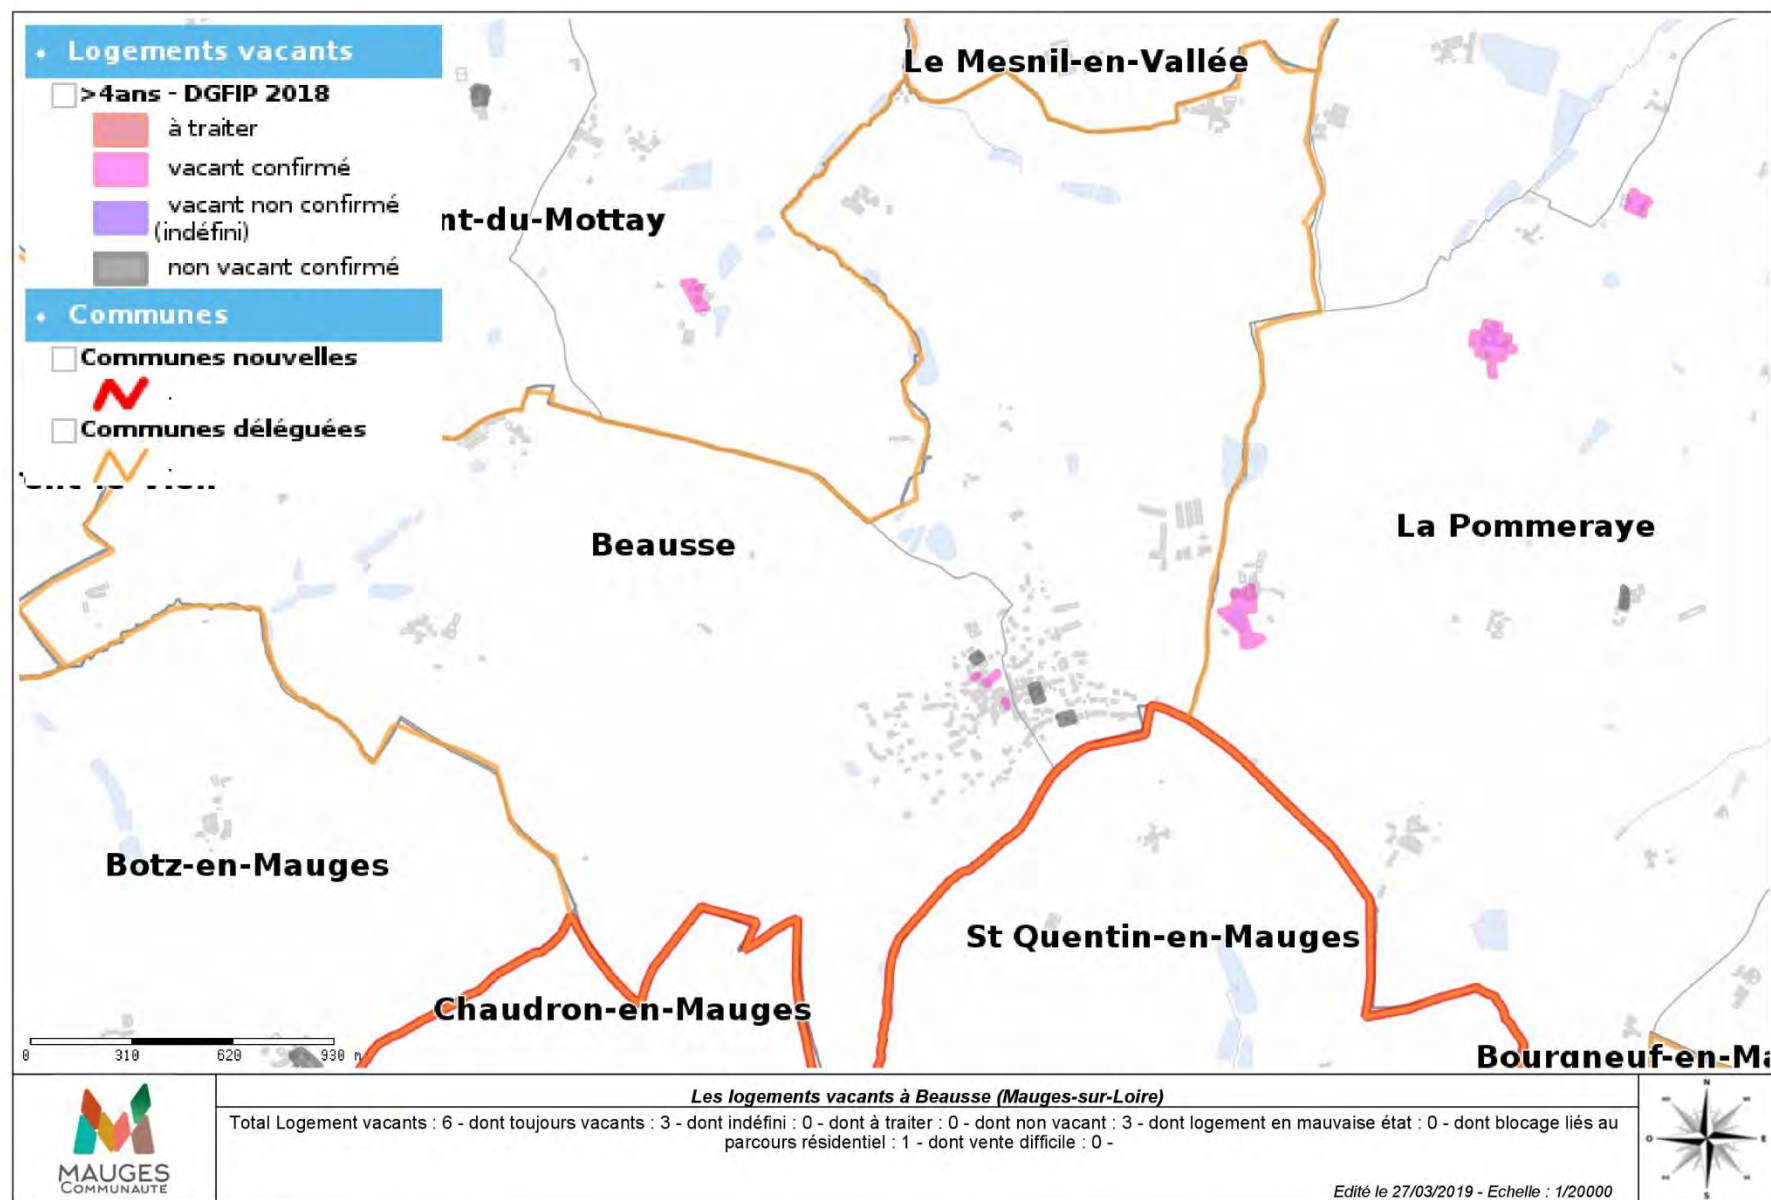 Logements vacants
>4ans - DGFIP 2018
à traiter
vacant confirmé
vacant non confirmé
(indéfini)
non vacant confirmé
Communes
Communes nouvelles
.
Communes déléguées
.
Le Mesnil-en-Vallée
nt-du-Mottay
Beausse
La Pommeraye
Botz-en-Mauges
St Quentin-en-Mauges
Chaudron-en-Mauges
Bourgneuf-en-Ma
0 310 620 930 m
MAUGES
COMMUNAUTÉ
Les logements vacants à Beausse (Mauges-sur-Loire)
Total Logement vacants : 6 - dont toujours vacants : 3 - dont indéfini : 0 - dont à traiter : 0 - dont non vacant : 3 - dont logement en mauvaise état : 0 - dont blocage liés au
parcours résidentiel : 1 - dont vente difficile : 0 -
Edité le 27/03/2019 - Echelle : 1/20000
N
O
E
S